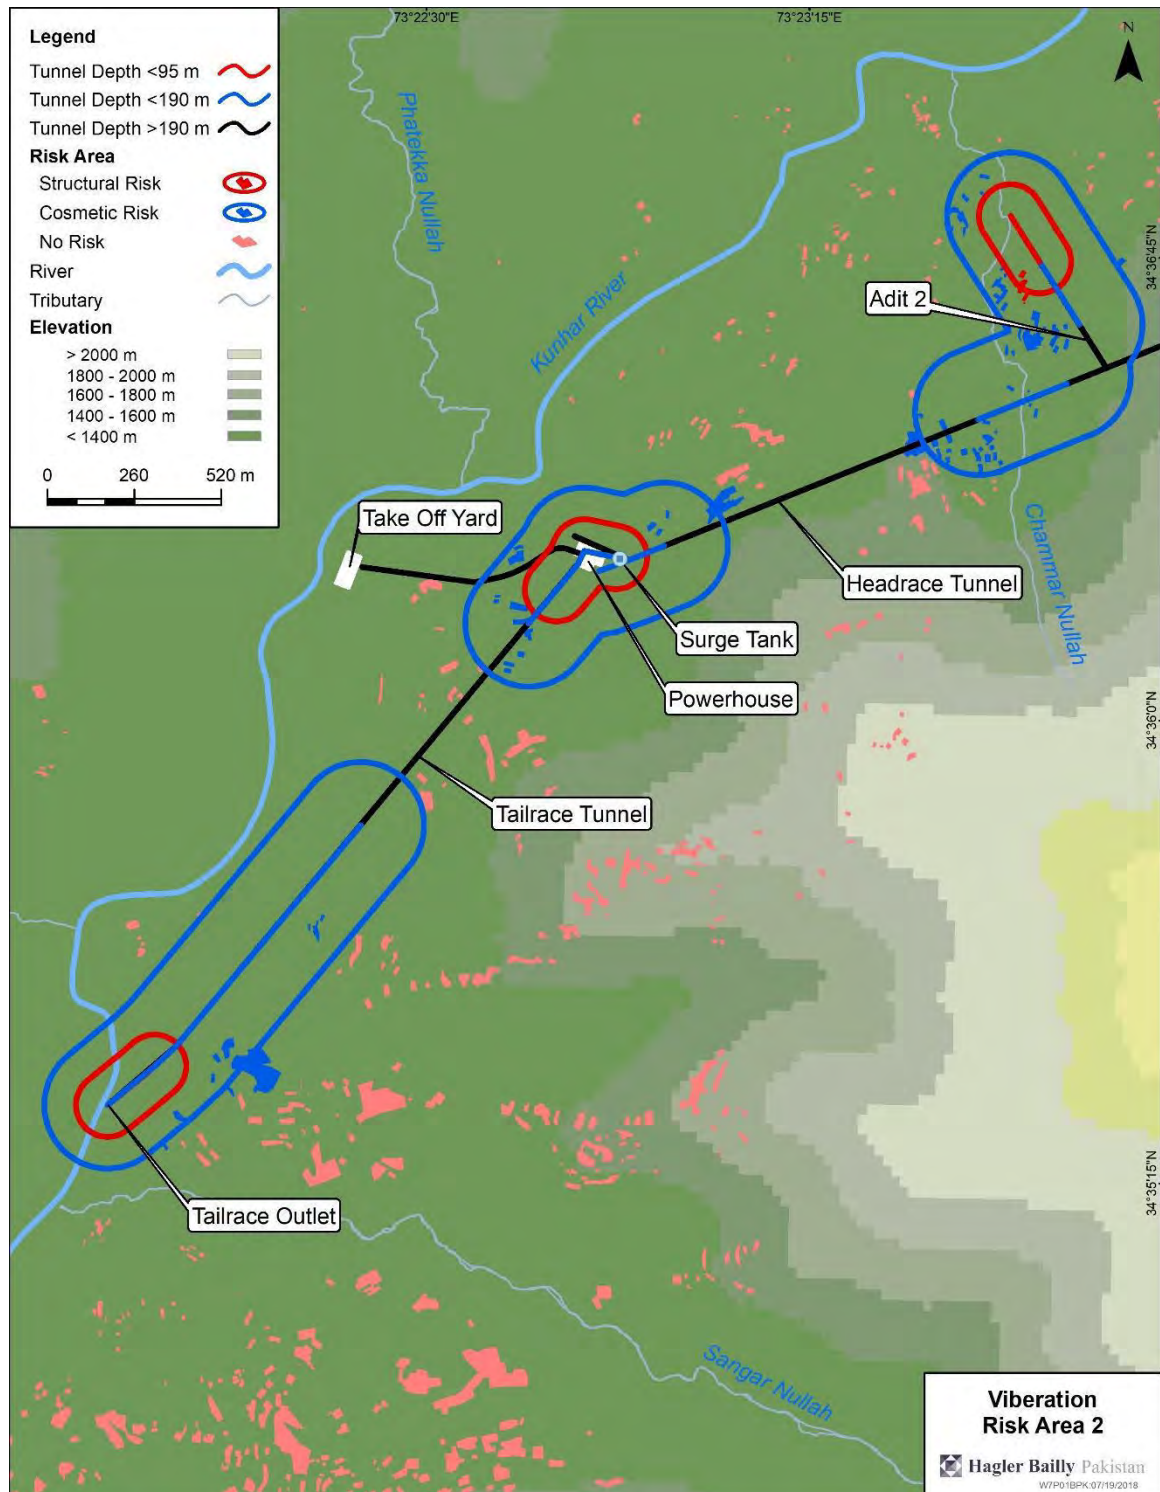 73°22'30"E
73°23'15"E
Legend
Tunnel Depth <95 m
Tunnel Depth <190 m
Tunnel Depth >190 m
Risk Area
Structural Risk
Cosmetic Risk
No Risk
River
Tributary
Elevation
> 2000 m
1800 - 2000 m
1600 - 1800 m
1400 - 1600 m
< 1400 m
0 260 520 m
N
Phatekka Nullah
Kunhar River
34°36'45"N
Adit 2
Take Off Yard
Chammar Nullah
Headrace Tunnel
Surge Tank
Powerhouse
34°36'0"N
Tailrace Tunnel
34°35'15"N
Tailrace Outlet
Sangar Nullah
Viberation
Risk Area 2
Hagler Bailly Pakistan
W7P01BPK:07/19/2018